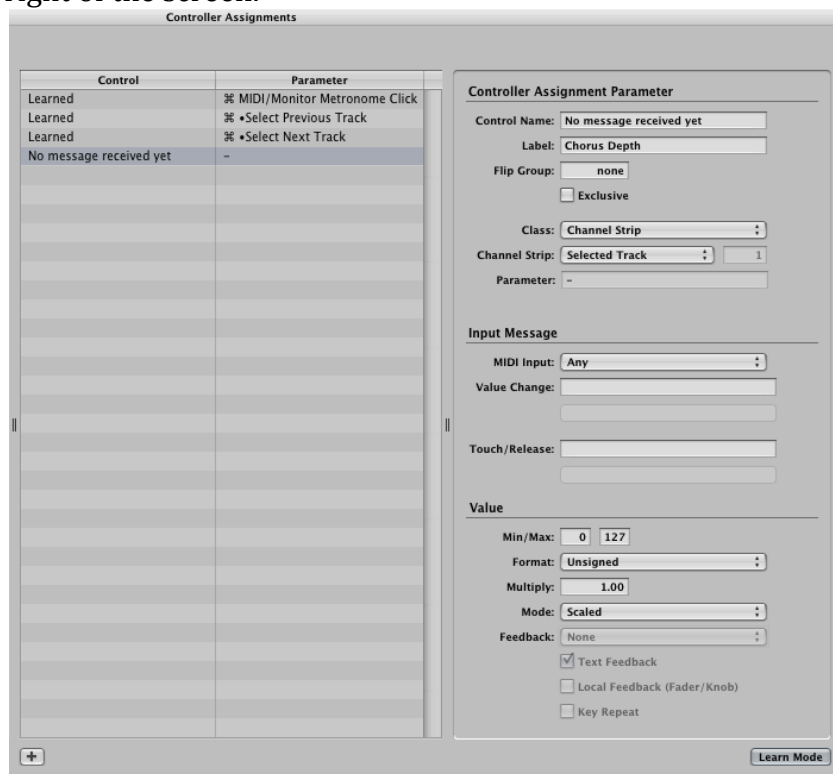 right of the screen.
Controller Assignments
Control Parameter
Learned ⌘ MIDI/Monitor Metronome Click
Learned ⌘ •Select Previous Track
Learned ⌘ •Select Next Track
No message received yet –
Controller Assignment Parameter
Control Name: No message received yet
Label: Chorus Depth
Flip Group: none
Exclusive
Class: Channel Strip
Channel Strip: Selected Track 1
Parameter: –
Input Message
MIDI Input: Any
Value Change:
Touch/Release:
Value
Min/Max: 0 127
Format: Unsigned
Multiply: 1.00
Mode: Scaled
Feedback: None
Text Feedback
Local Feedback (Fader/Knob)
Key Repeat
+ Learn Mode